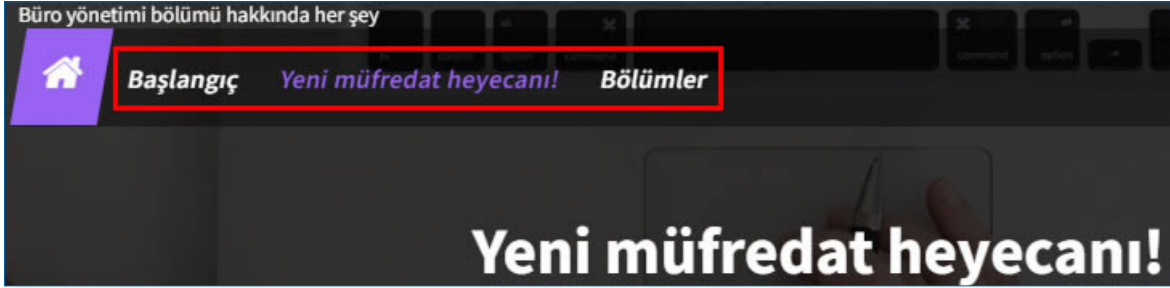 Büro yönetimi bölümü hakkında her şey
Başlangıç Yeni müfredat heyecanı! Bölümler
Yeni müfredat heyecanı!